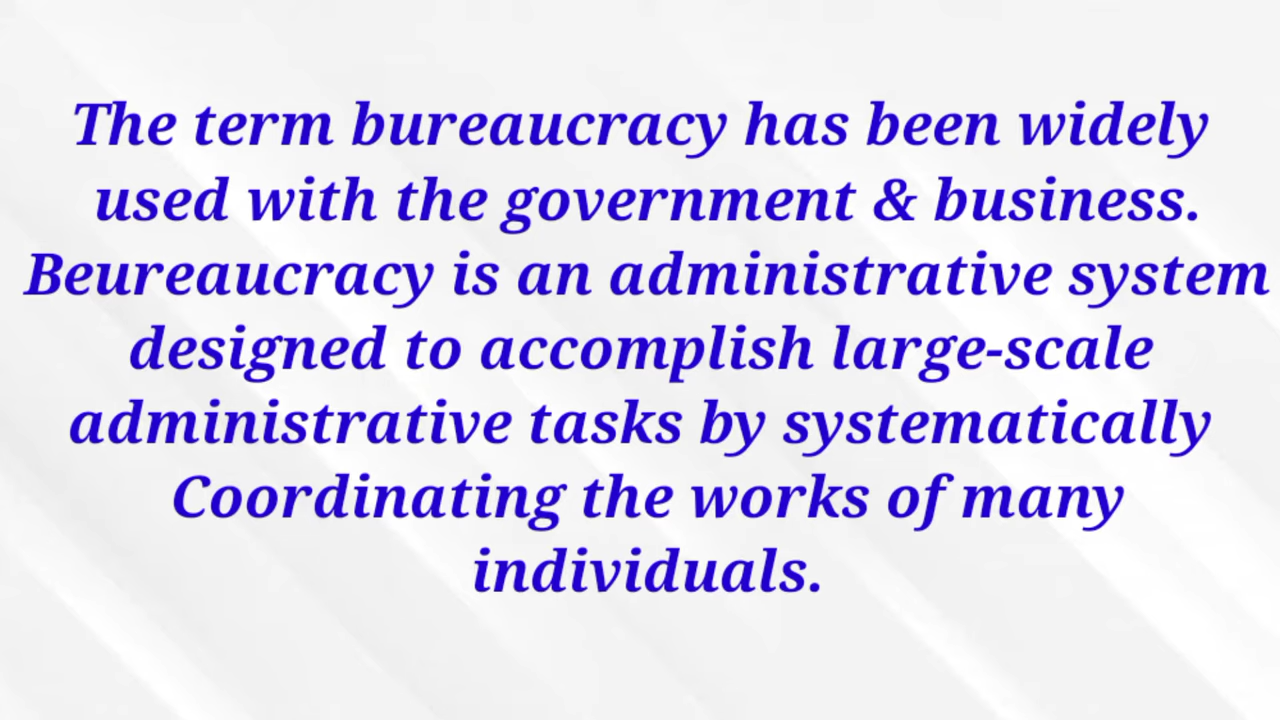 The term bureaucracy has been widely
used with the government & business.
Beureaucracy is an administrative system
designed to accomplish large-scale
administrative tasks by systematically
Coordinating the works of many
individuals.